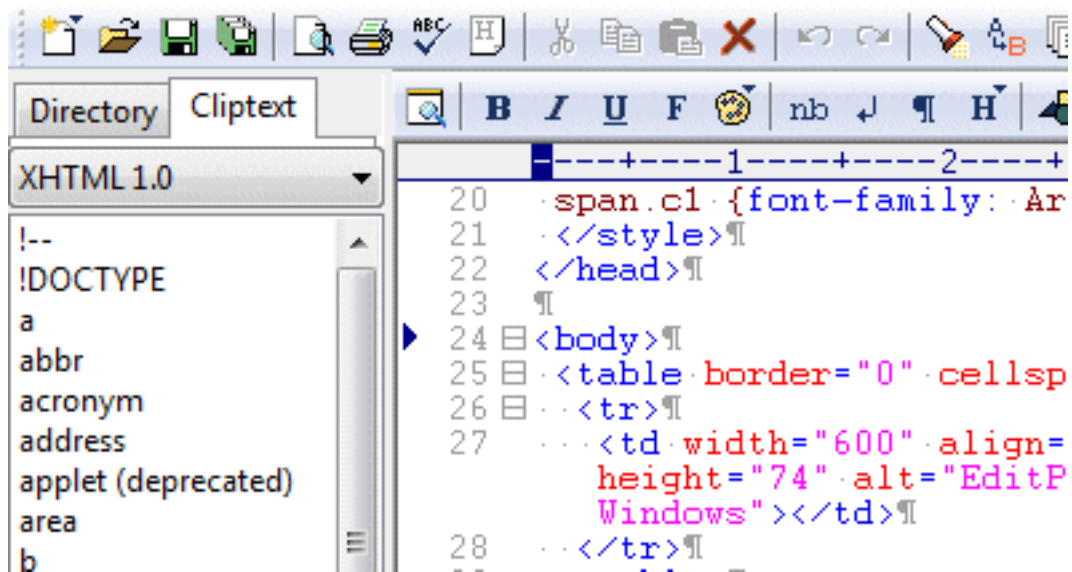 ABC
H
A
B
Directory
Cliptext
B I U F nb ↵ ¶ H
XHTML 1.0
!--
!DOCTYPE
a
abbr
acronym
address
applet (deprecated)
area
b
----+----1----+----2----+
20 ·span.c1·{font-family:·Ar
21 ·</style>¶
22 </head>¶
23 ¶
24 <body>¶
25 ·<table·border="0"·cellsp
26 ··<tr>¶
27 ···<td·width="600"·align=
height="74"·alt="EditP
Windows"></td>¶
28 ··</tr>¶